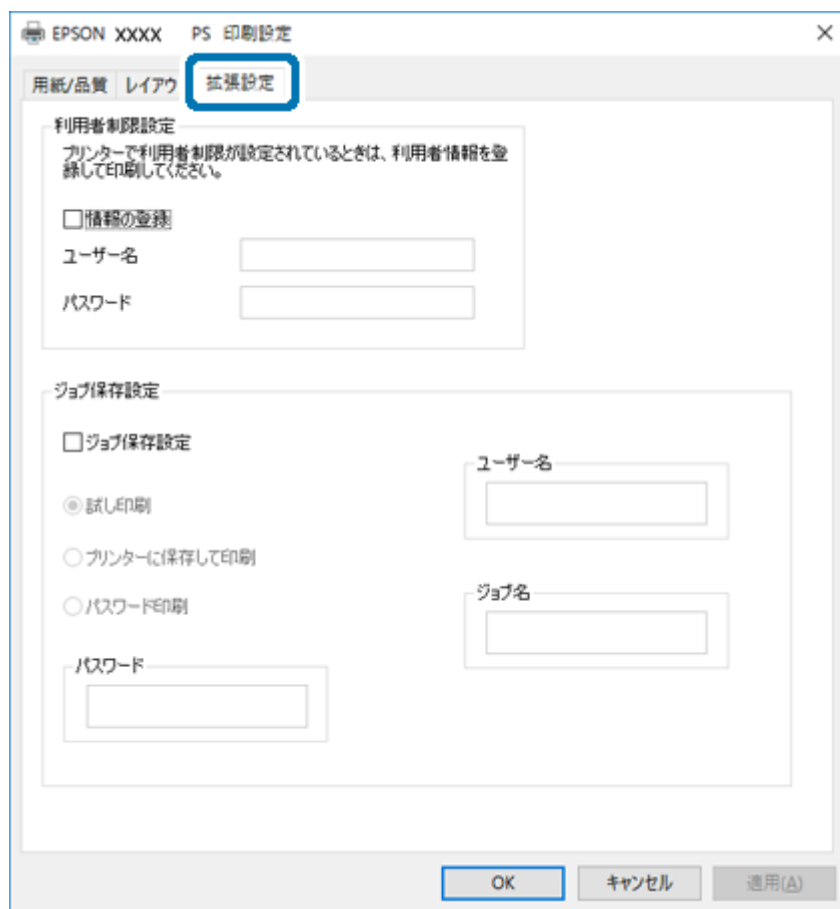 EPSON XXXX PS 印刷設定
用紙/品質 レイアウ 拡張設定
利用者制限設定
プリンターで利用者制限が設定されているときは、利用者情報を登
録して印刷してください。
情報の登録
ユーザー名
パスワード
ジョブ保存設定
ジョブ保存設定
ユーザー名
試し印刷
プリンターに保存して印刷
ジョブ名
パスワード印刷
パスワード
OK キャンセル 適用(A)